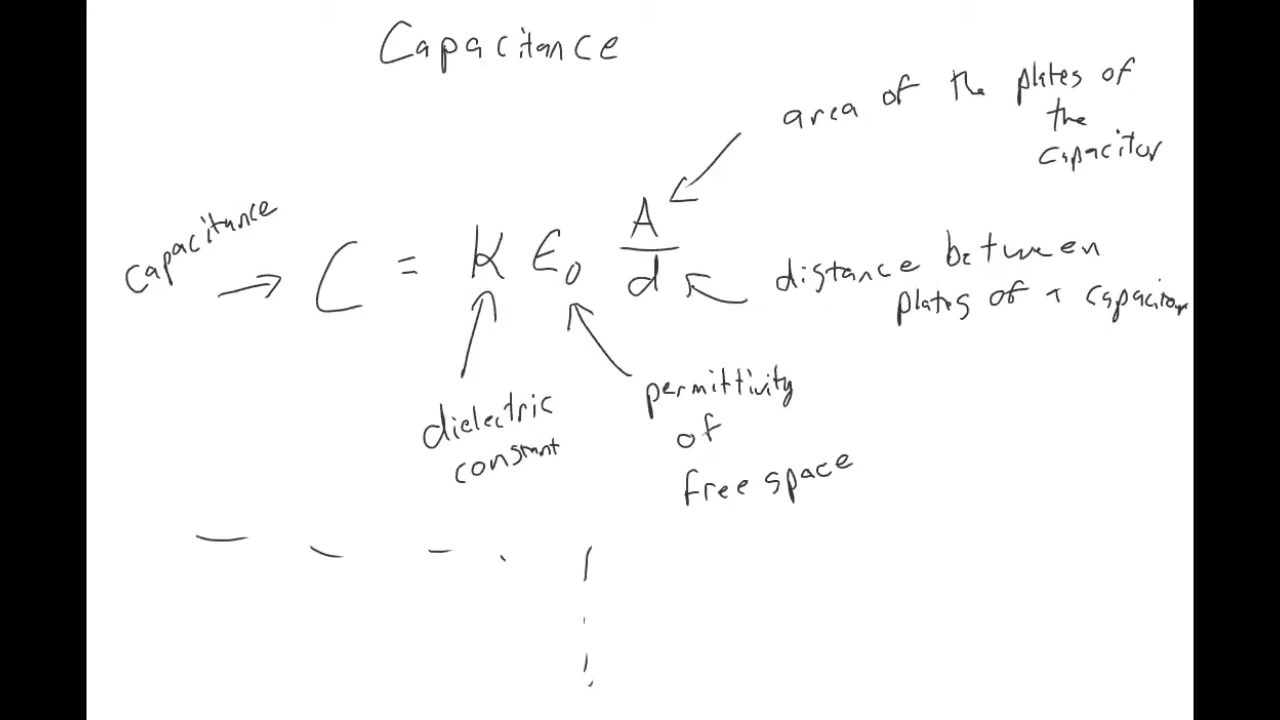 Capacitance
area of the plates of
the
capacitor
capacitance
C = K ε₀ A/d
distance between
plates of a capacitor
dielectric
constant
permittivity
of
free space